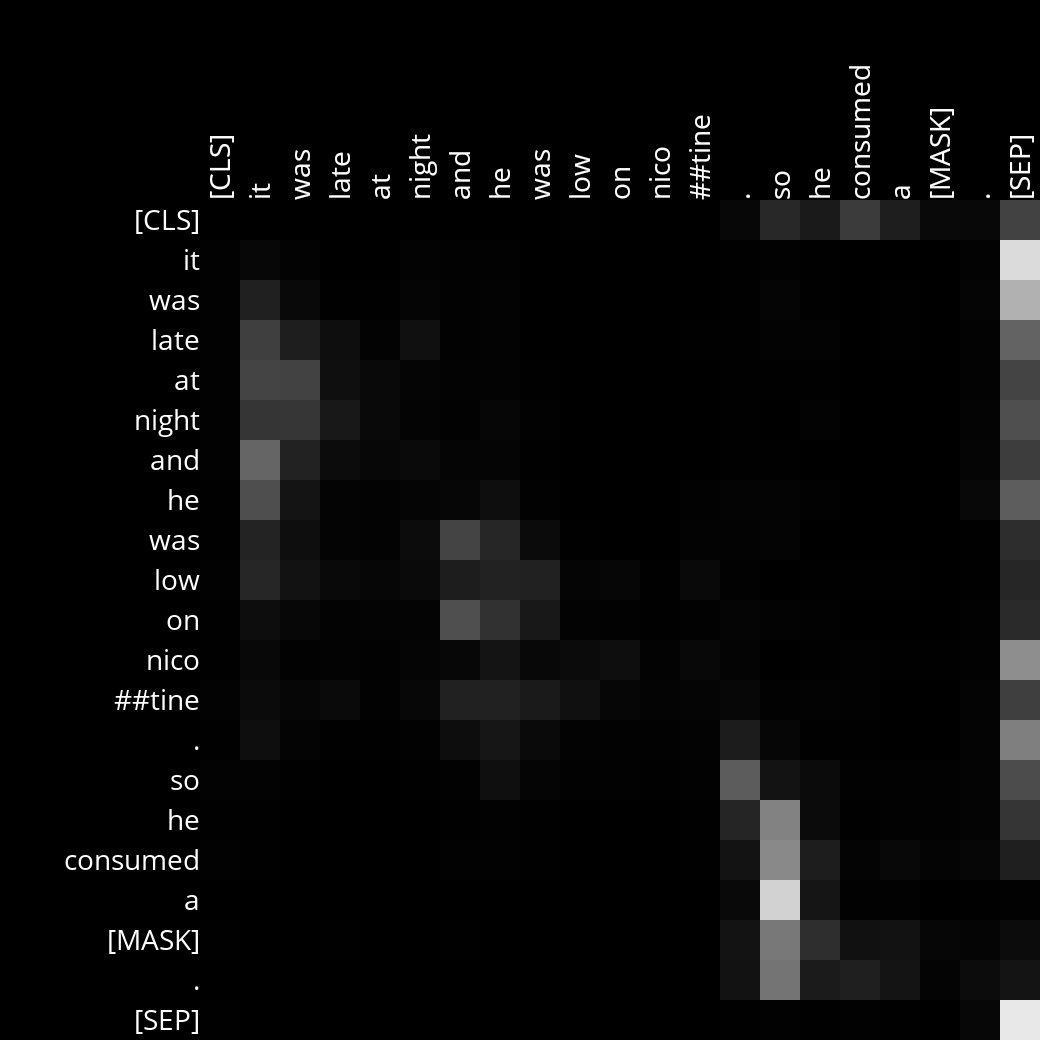 [CLS] it was late at night and he was low on nico ##tine . so he consumed a [MASK] . [SEP]
[CLS]
it
was
late
at
night
and
he
was
low
on
nico
##tine
.
so
he
consumed
a
[MASK]
.
[SEP]